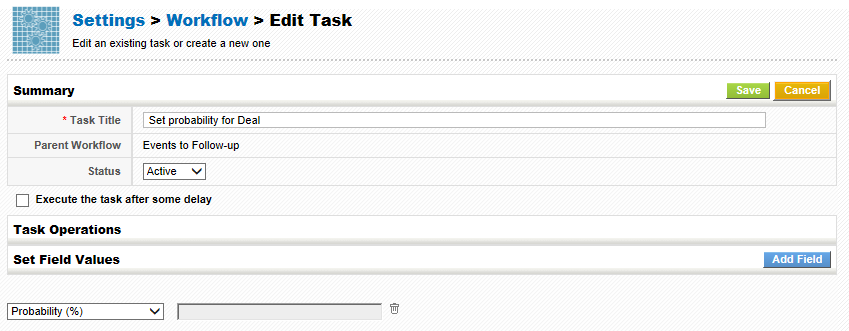 Settings > Workflow > Edit Task
Edit an existing task or create a new one
Summary Save Cancel
* Task Title Set probability for Deal
Parent Workflow Events to Follow-up
Status Active
Execute the task after some delay
Task Operations
Set Field Values Add Field
Probability (%)